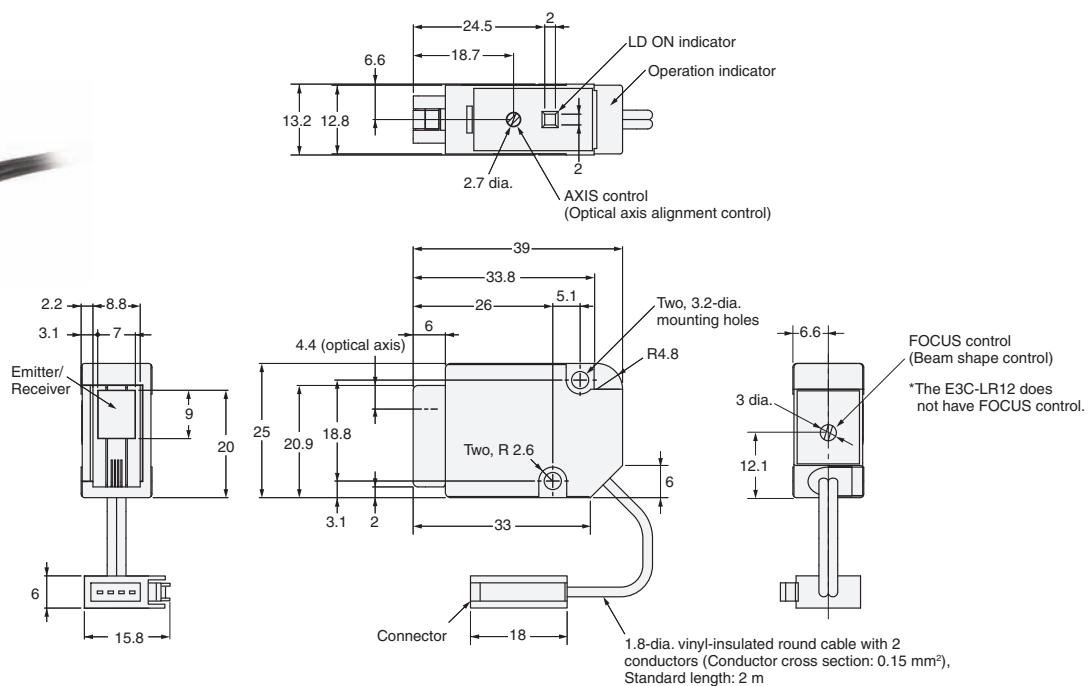 24.5
2
18.7
LD ON indicator
6.6
Operation indicator
13.2
12.8
2
2.7 dia.
AXIS control
(Optical axis alignment control)
39
33.8
2.2
8.8
26
5.1
Two, 3.2-dia.
mounting holes
6.6
3.1
7
6
FOCUS control
(Beam shape control)
4.4 (optical axis)
R4.8
Emitter/
Receiver
*The E3C-LR12 does
not have FOCUS control.
3 dia.
9
20
25
20.9
18.8
Two, R 2.6
12.1
6
3.1
2
33
6
15.8
Connector
18
1.8-dia. vinyl-insulated round cable with 2
conductors (Conductor cross section: 0.15 mm²),
Standard length: 2 m